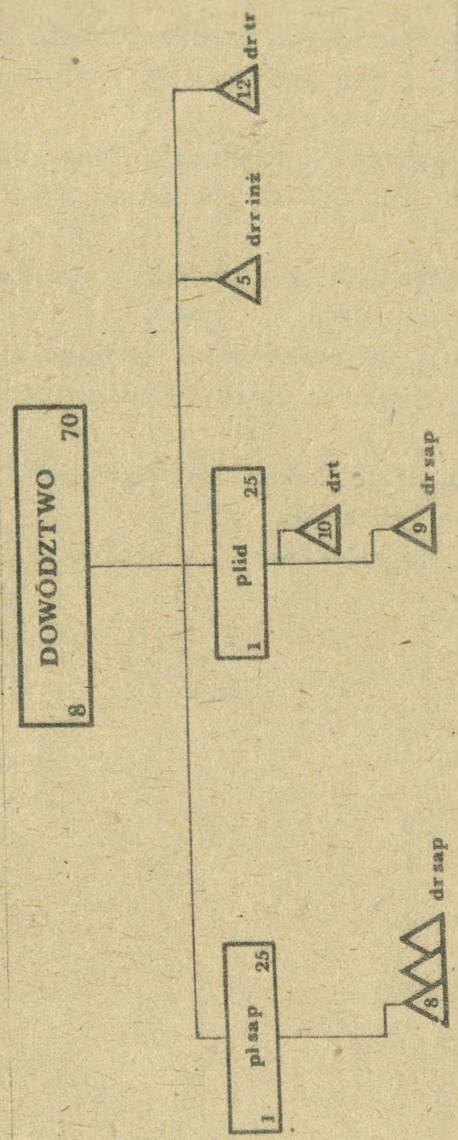 DOWÓDZTWO
8 70
pl sap
1 25
8 dr sap
plid
1 25
10 drt
9 dr sap
5 drr inż
12 dr tr